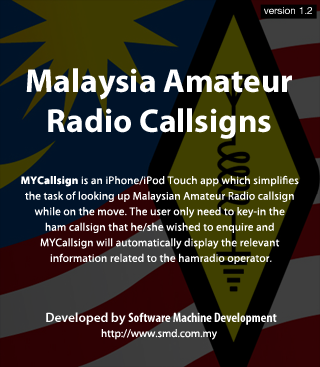 version 1.2
Malaysia Amateur
Radio Callsigns
MYCallsign is an iPhone/iPod Touch app which simplifies
the task of looking up Malaysian Amateur Radio callsign
while on the move. The user only need to key-in the
ham callsign that he/she wished to enquire and
MYCallsign will automatically display the relevant
information related to the hamradio operator.
Developed by Software Machine Development
http://www.smd.com.my